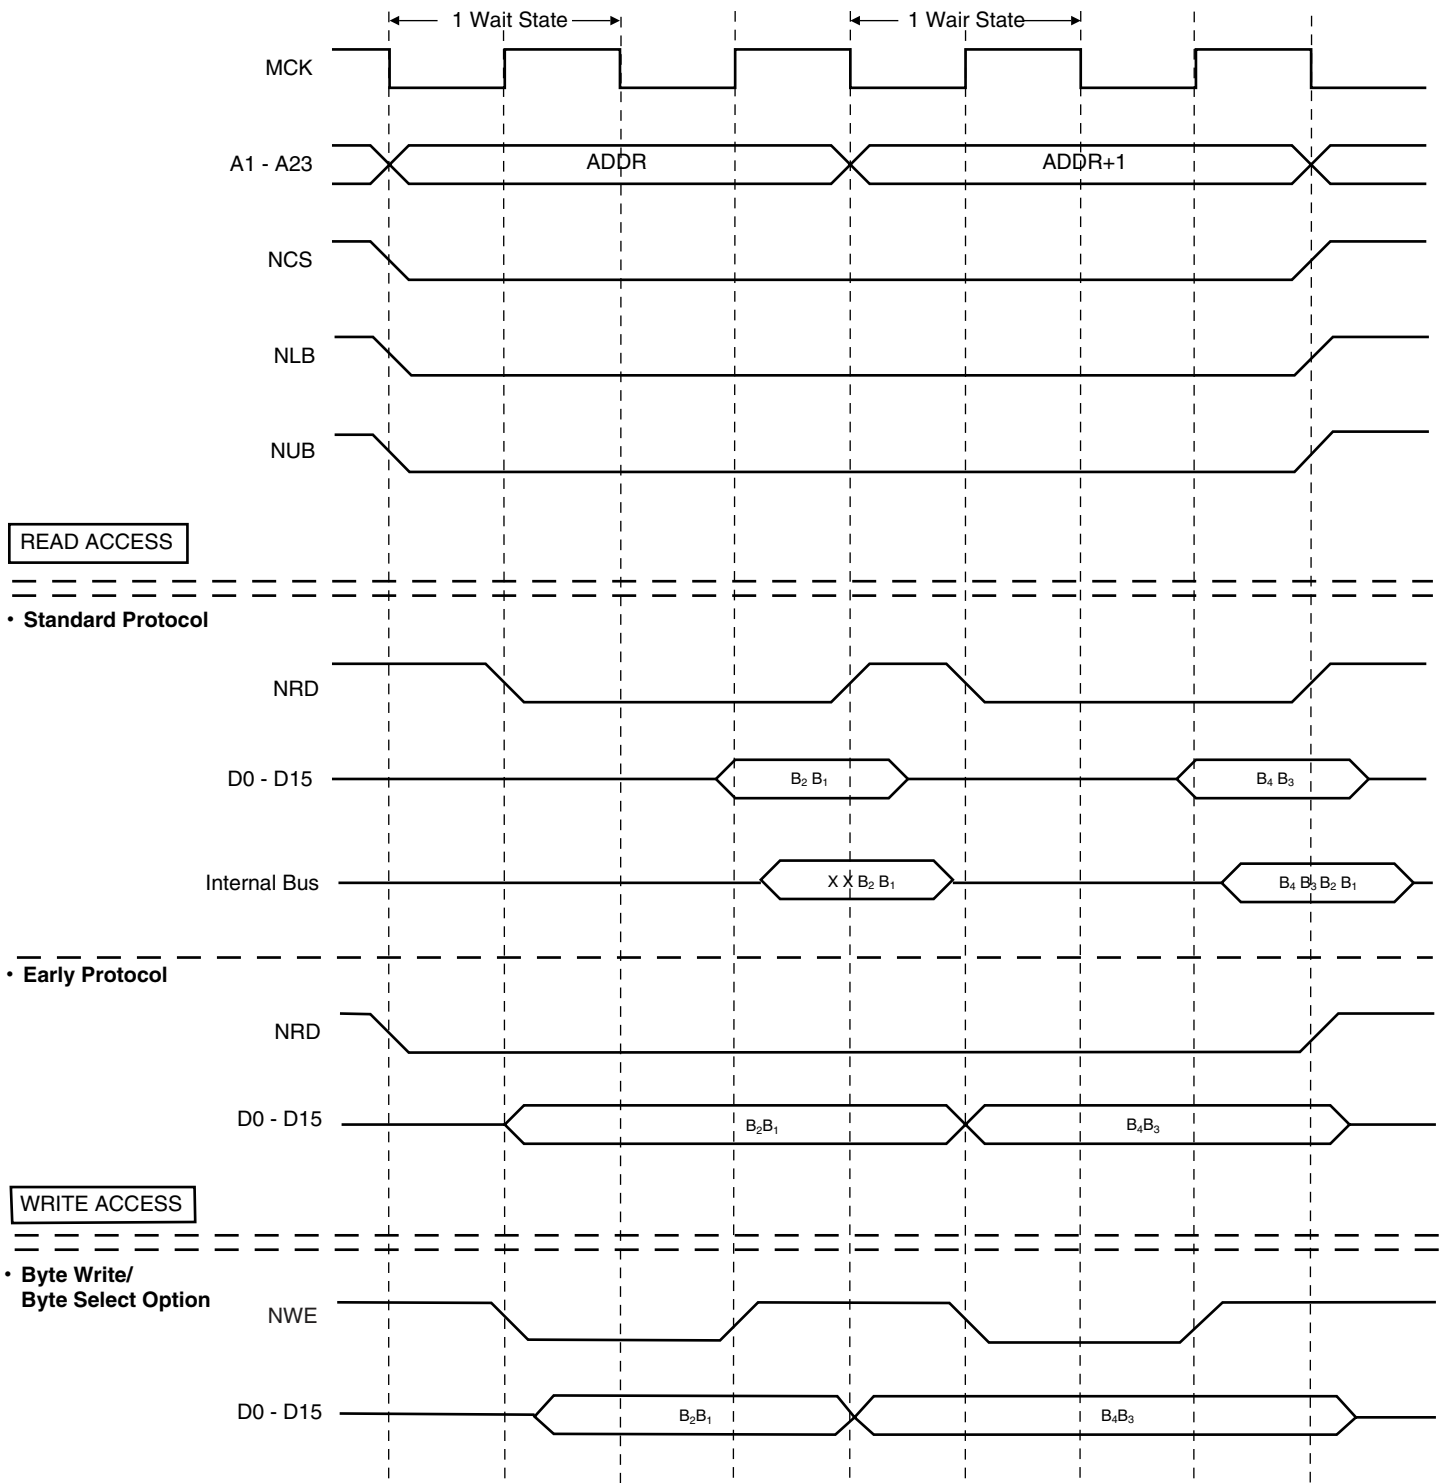 1 Wait State
1 Wair State
MCK
A1 - A23
ADDR
ADDR+1
NCS
NLB
NUB
READ ACCESS
• Standard Protocol
NRD
D0 - D15
B2 B1
B4 B3
Internal Bus
X X B2 B1
B4 B3 B2 B1
• Early Protocol
NRD
D0 - D15
B2B1
B4B3
WRITE ACCESS
• Byte Write/
Byte Select Option
NWE
D0 - D15
B2B1
B4B3